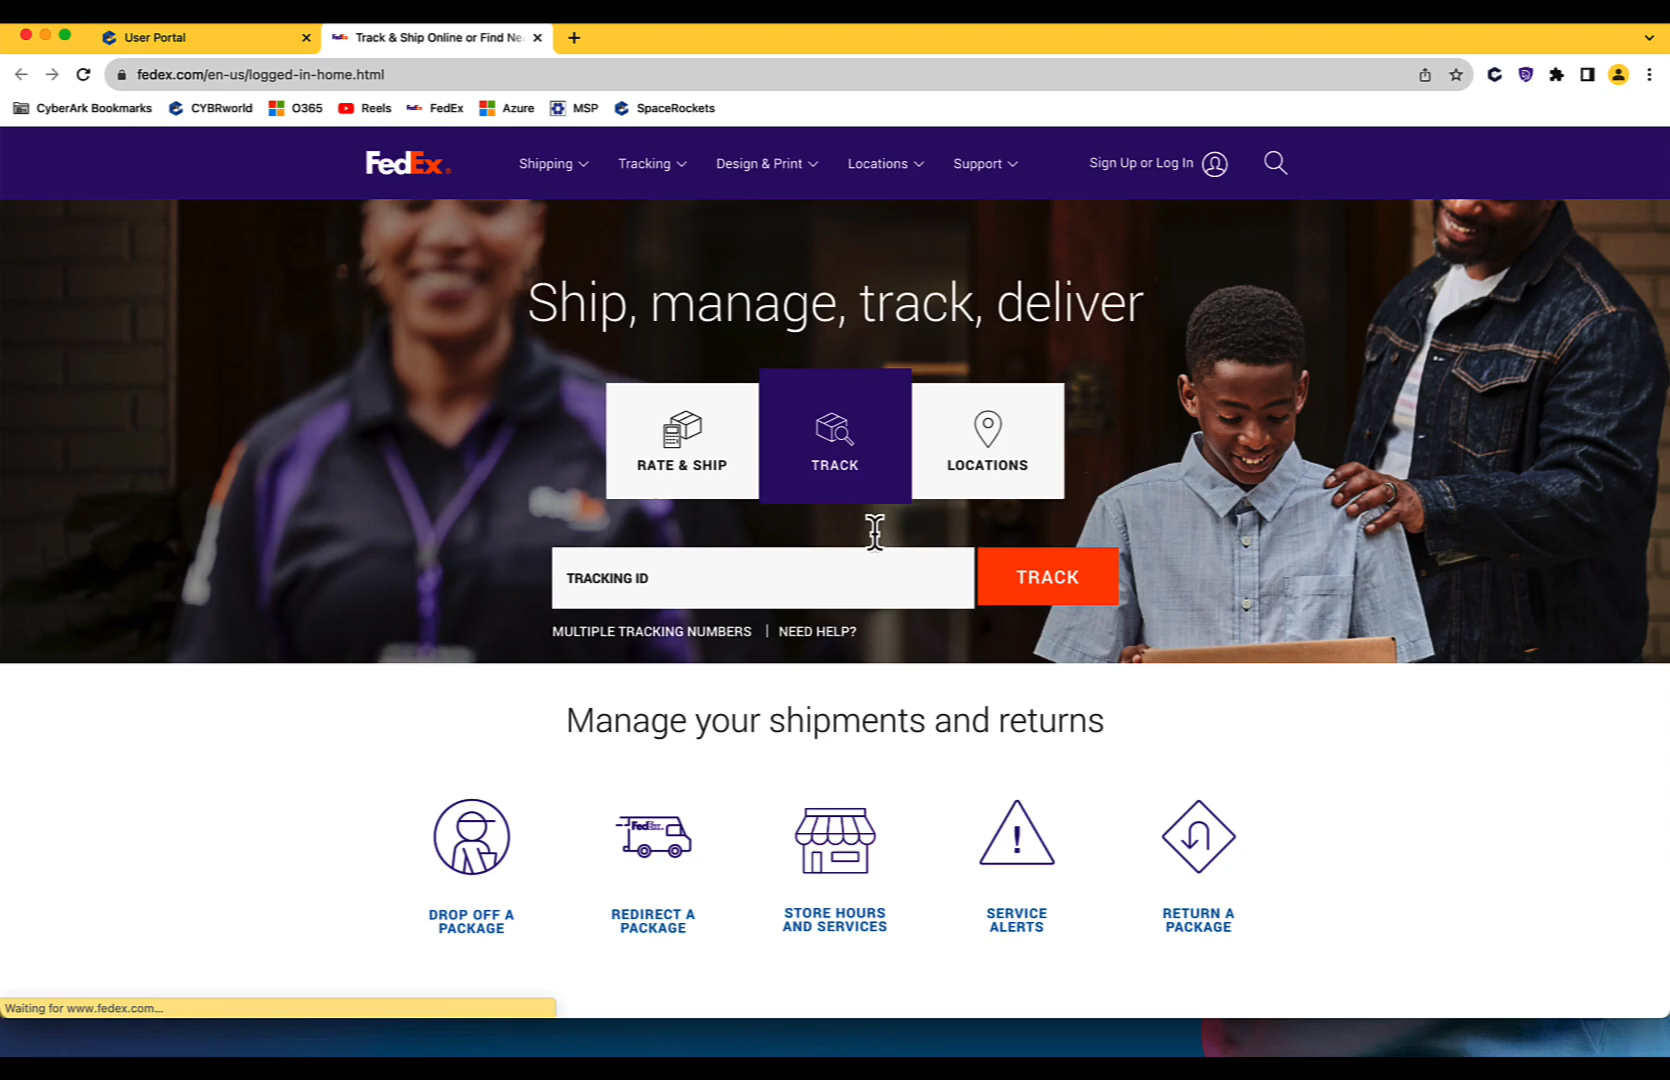 User Portal
Track & Ship Online or Find Ne
fedex.com/en-us/logged-in-home.html
CyberArk Bookmarks CYBRworld O365 Reels FedEx Azure MSP SpaceRockets
FedEx Shipping Tracking Design & Print Locations Support Sign Up or Log In
Ship, manage, track, deliver
RATE & SHIP TRACK LOCATIONS
TRACKING ID TRACK
MULTIPLE TRACKING NUMBERS | NEED HELP?
Manage your shipments and returns
FedEx
DROP OFF A PACKAGE
REDIRECT A PACKAGE
STORE HOURS AND SERVICES
SERVICE ALERTS
RETURN A PACKAGE
Waiting for www.fedex.com...